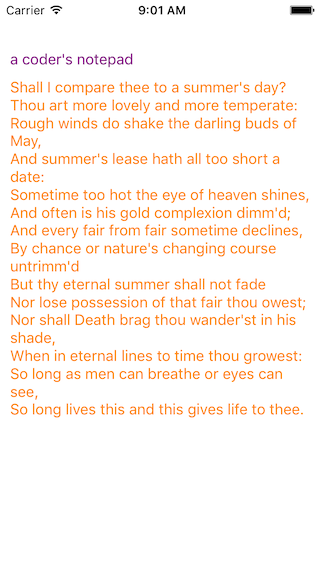 Carrier 9:01 AM
a coder's notepad
Shall I compare thee to a summer's day?
Thou art more lovely and more temperate:
Rough winds do shake the darling buds of
May,
And summer's lease hath all too short a
date:
Sometime too hot the eye of heaven shines,
And often is his gold complexion dimm'd;
And every fair from fair sometime declines,
By chance or nature's changing course
untrimm'd
But thy eternal summer shall not fade
Nor lose possession of that fair thou owest;
Nor shall Death brag thou wander'st in his
shade,
When in eternal lines to time thou growest:
So long as men can breathe or eyes can
see,
So long lives this and this gives life to thee.